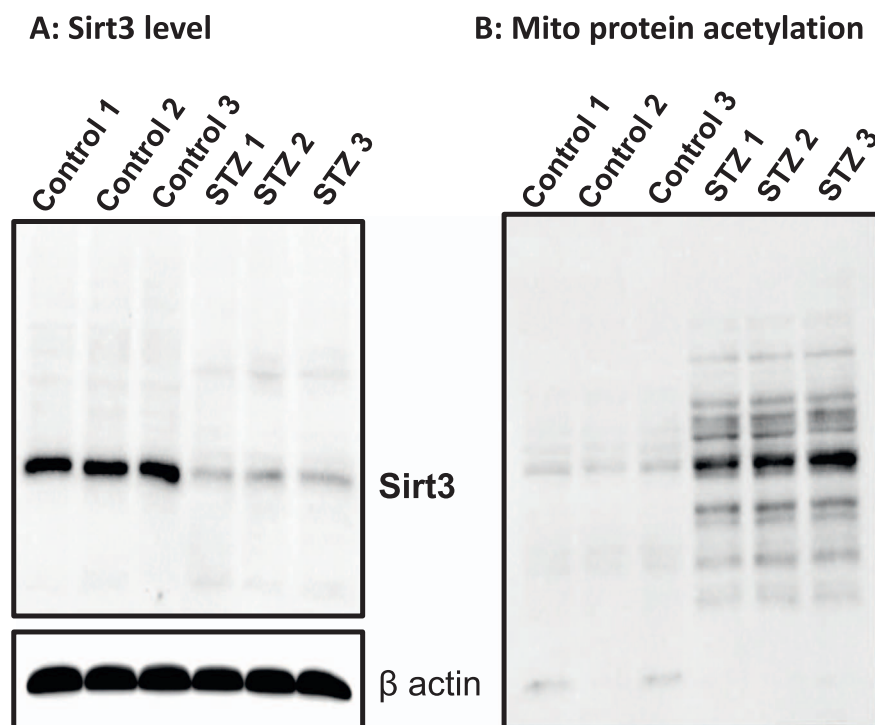 A: Sirt3 level
B: Mito protein acetylation
Control 1
Control 2
Control 3
STZ 1
STZ 2
STZ 3
Control 1
Control 2
Control 3
STZ 1
STZ 2
STZ 3
Sirt3
β actin